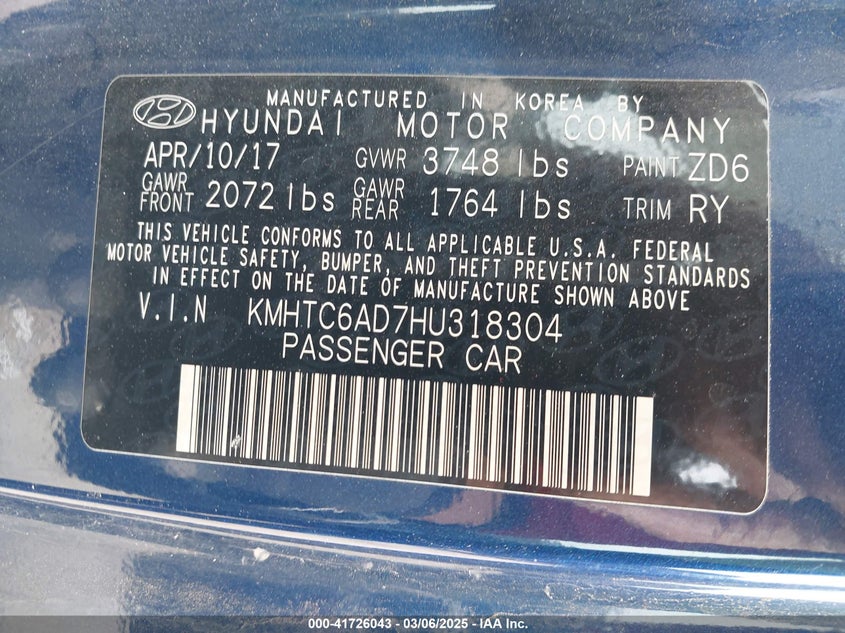 MANUFACTURED IN KOREA BY
HYUNDAI MOTOR COMPANY
APR/10/17 GVWR 3748 lbs PAINT ZD6
GAWR FRONT 2072 lbs GAWR REAR 1764 lbs TRIM RY
THIS VEHICLE CONFORMS TO ALL APPLICABLE U.S.A. FEDERAL
MOTOR VEHICLE SAFETY, BUMPER, AND THEFT PREVENTION STANDARDS
IN EFFECT ON THE DATE OF MANUFACTURE SHOWN ABOVE
V.I.N KMHTC6AD7HU318304
PASSENGER CAR
000-41726043 - 03/06/2025 - IAA Inc.